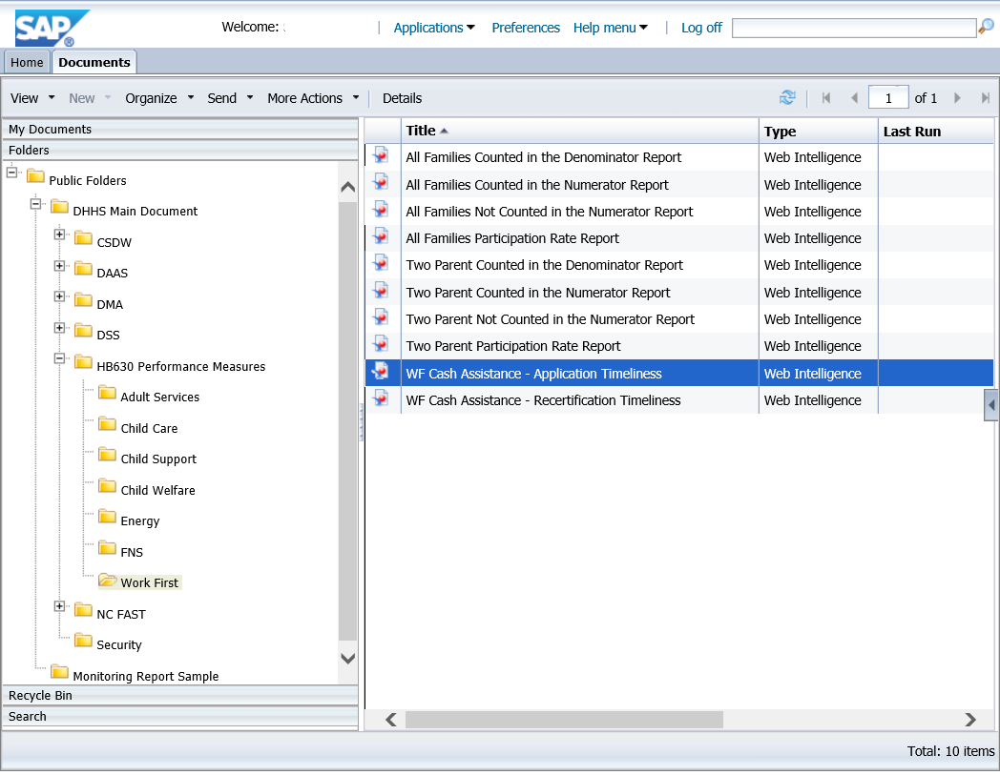 SAP®
Welcome:
Applications Preferences Help menu Log off
Home Documents
View New Organize Send More Actions Details
1 of 1
My Documents
Folders
Public Folders
DHHS Main Document
CSDW
DAAS
DMA
DSS
HB630 Performance Measures
Adult Services
Child Care
Child Support
Child Welfare
Energy
FNS
Work First
NC FAST
Security
Monitoring Report Sample
Recycle Bin
Search
Title Type Last Run
All Families Counted in the Denominator Report Web Intelligence
All Families Counted in the Numerator Report Web Intelligence
All Families Not Counted in the Numerator Report Web Intelligence
All Families Participation Rate Report Web Intelligence
Two Parent Counted in the Denominator Report Web Intelligence
Two Parent Counted in the Numerator Report Web Intelligence
Two Parent Not Counted in the Numerator Report Web Intelligence
Two Parent Participation Rate Report Web Intelligence
WF Cash Assistance - Application Timeliness Web Intelligence
WF Cash Assistance - Recertification Timeliness Web Intelligence
Total: 10 items